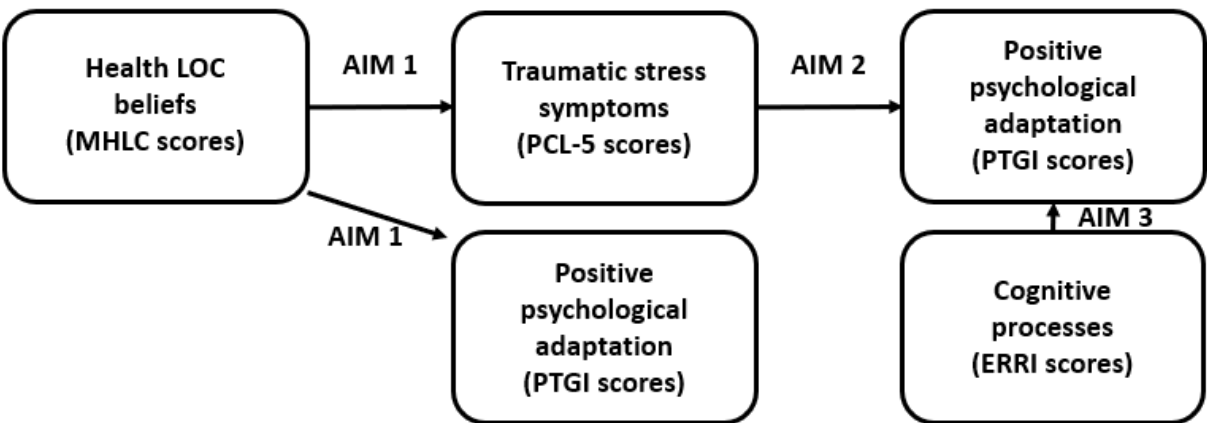 Health LOC
beliefs
(MHLC scores)
AIM 1
Traumatic stress
symptoms
(PCL-5 scores)
AIM 2
Positive
psychological
adaptation
(PTGI scores)
AIM 1
Positive
psychological
adaptation
(PTGI scores)
AIM 3
Cognitive
processes
(ERRI scores)